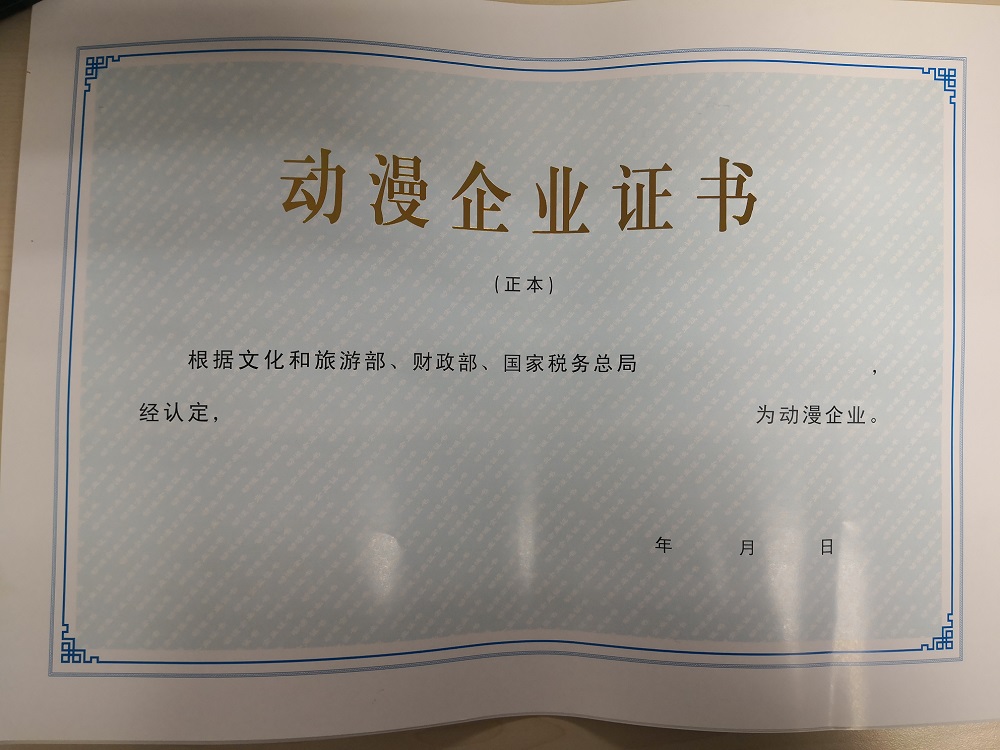 动漫企业证书
(正本)
根据文化和旅游部、财政部、国家税务总局 ,
经认定, 为动漫企业。
年 月 日